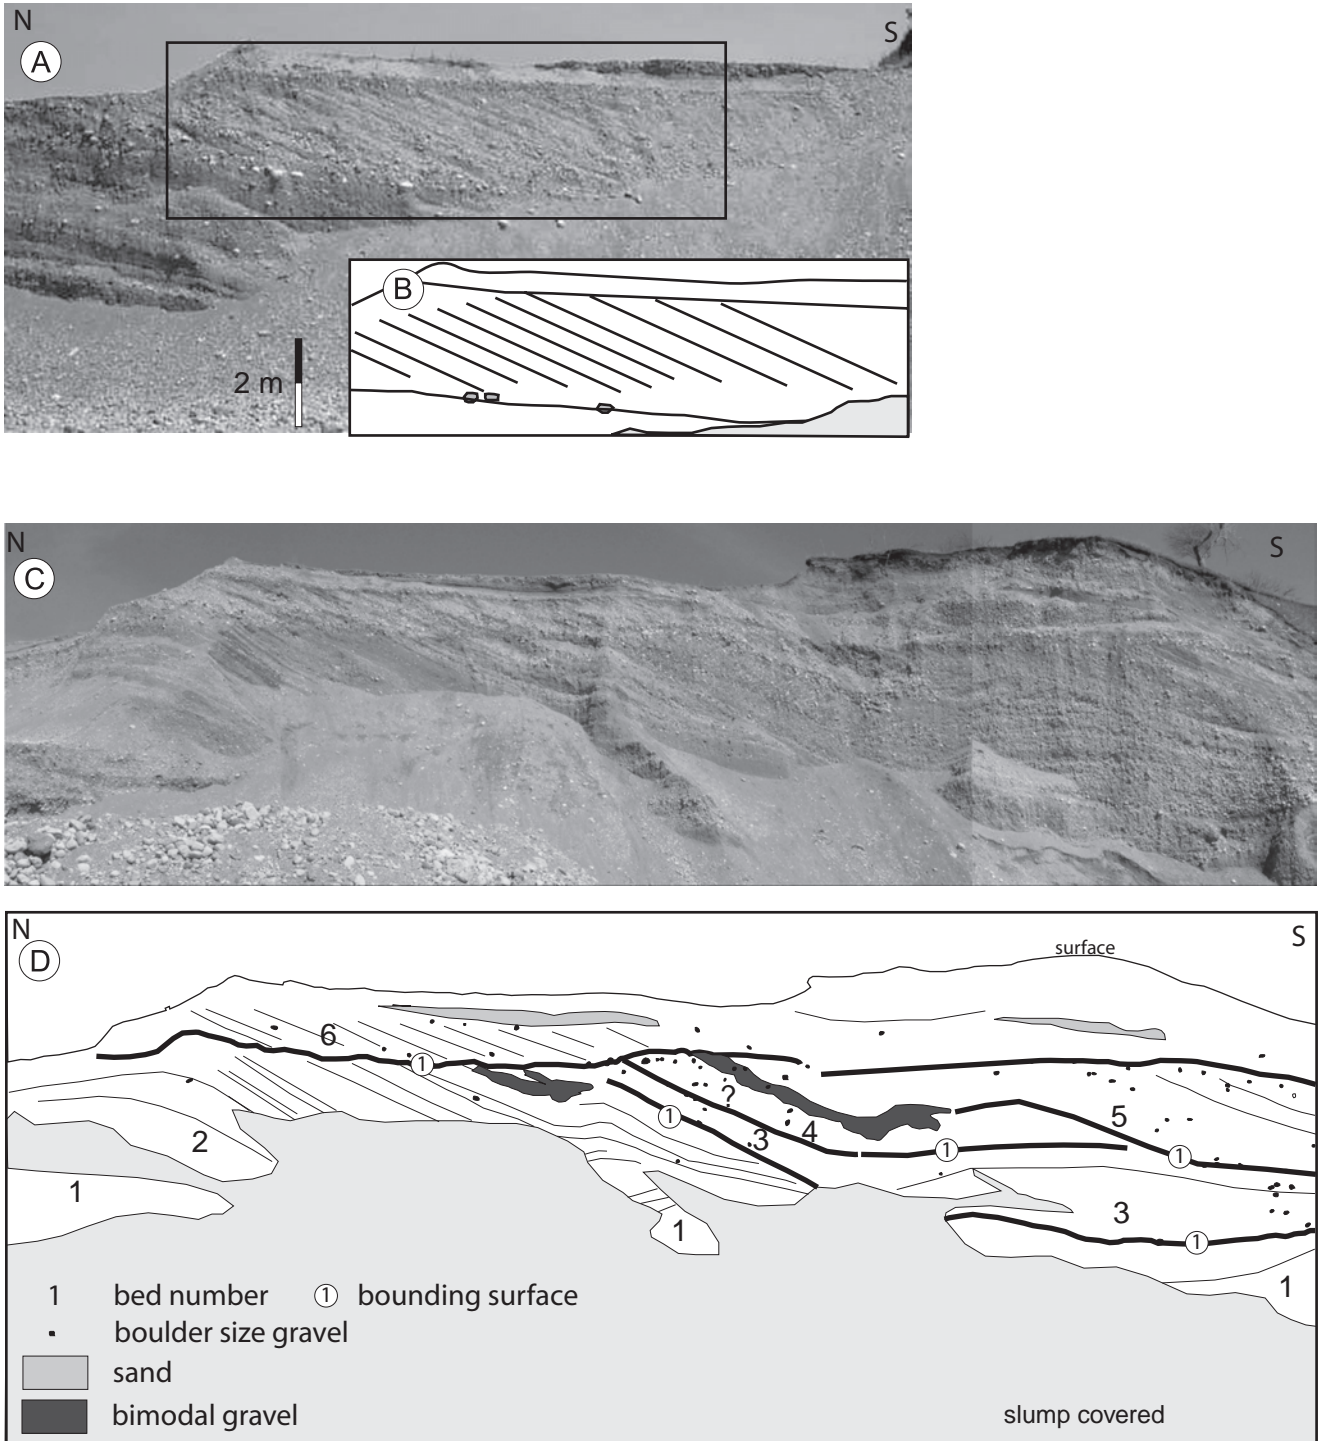 N
S
A
B
2 m
N
S
C
N
S
D
surface
6
1
?
1
3
4
1
5
1
2
1
1
3
1
1
1 bed number 1 bounding surface
boulder size gravel
sand
bimodal gravel
slump covered